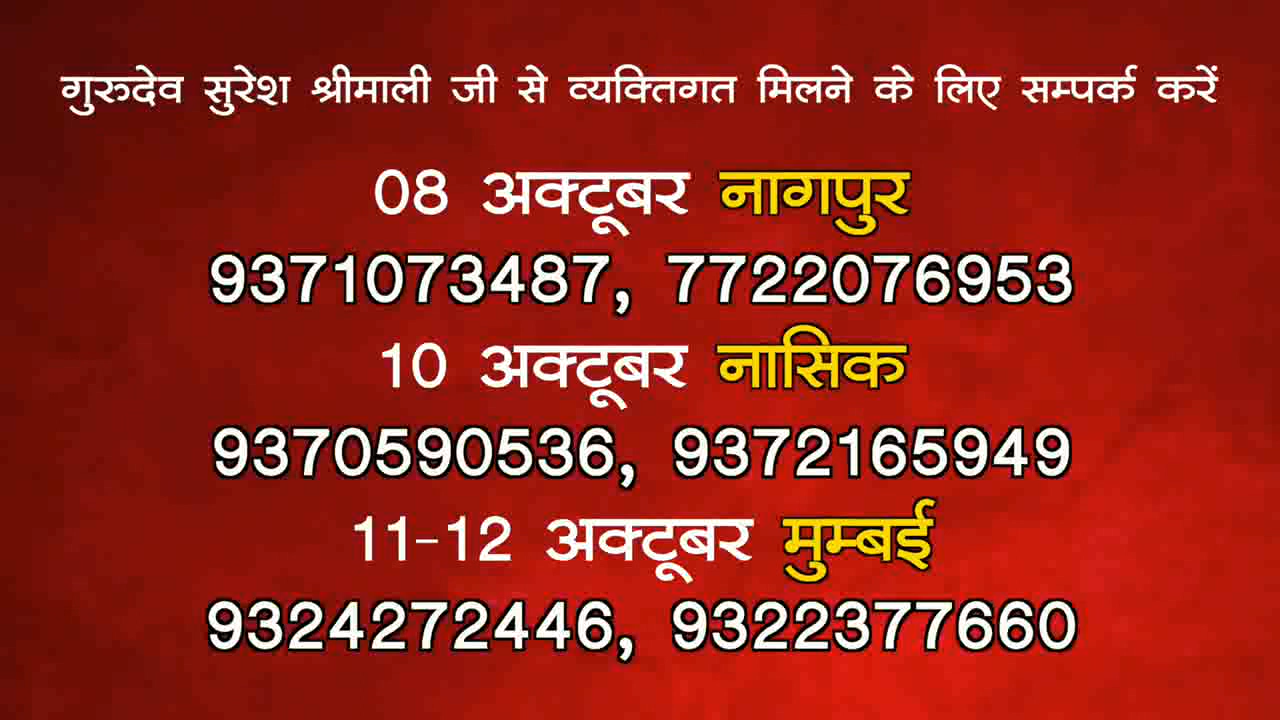 गुरुदेव सुरेश श्रीमाली जी से व्यक्तिगत मिलने के लिए सम्पर्क करें
08 अक्टूबर नागपुर
9371073487, 7722076953
10 अक्टूबर नासिक
9370590536, 9372165949
11-12 अक्टूबर मुम्बई
9324272446, 9322377660